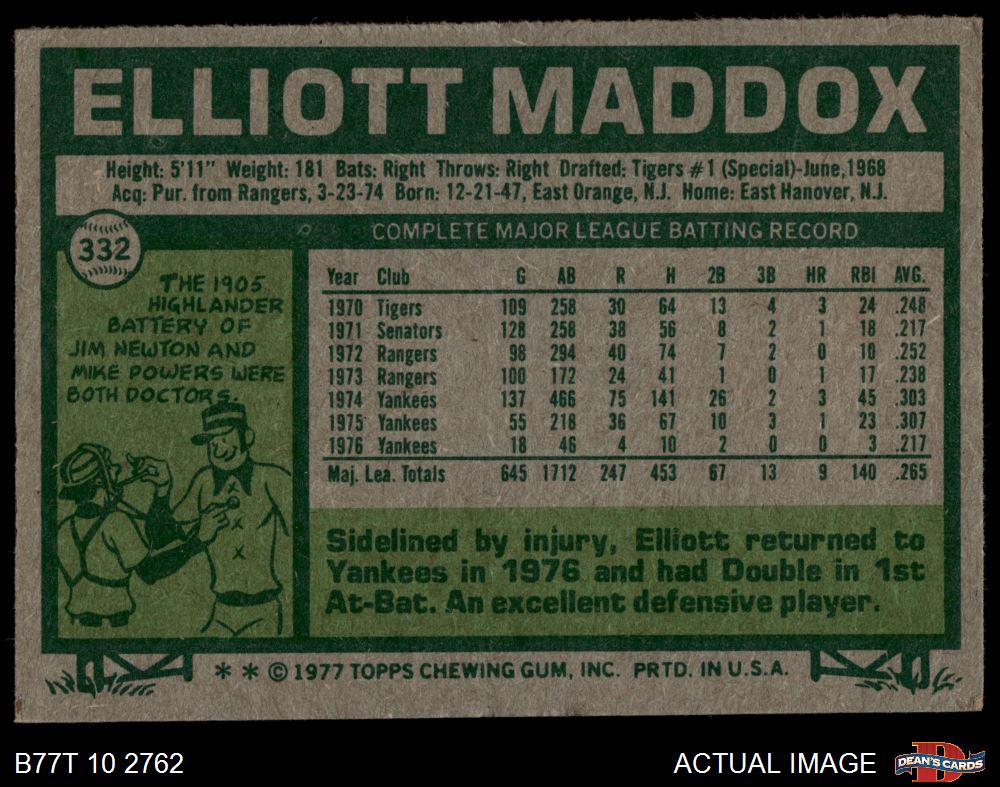 ELLIOTT MADDOX
Height: 5'11" Weight: 181 Bats: Right Throws: Right Drafted: Tigers #1 (Special)-June,1968
Acq: Pur. from Rangers, 3-23-74 Born: 12-21-47, East Orange, N.J. Home: East Hanover, N.J.
332
COMPLETE MAJOR LEAGUE BATTING RECORD
THE 1905
HIGHLANDER
BATTERY OF
JIM NEWTON AND
MIKE POWERS WERE
BOTH DOCTORS.
Year Club G AB R H 2B 3B HR RBI AVG.
1970 Tigers 109 258 30 64 13 4 3 24 .248
1971 Senators 128 258 38 56 8 2 1 18 .217
1972 Rangers 98 294 40 74 7 2 0 10 .252
1973 Rangers 100 172 24 41 1 0 1 17 .238
1974 Yankees 137 466 75 141 26 2 3 45 .303
1975 Yankees 55 218 36 67 10 3 1 23 .307
1976 Yankees 18 46 4 10 2 0 0 3 .217
Maj. Lea. Totals 645 1712 247 453 67 13 9 140 .265
Sidelined by injury, Elliott returned to
Yankees in 1976 and had Double in 1st
At-Bat. An excellent defensive player.
* * © 1977 TOPPS CHEWING GUM, INC. PRTD. IN U.S.A.
B77T 10 2762
ACTUAL IMAGE
DEAN'S CARDS